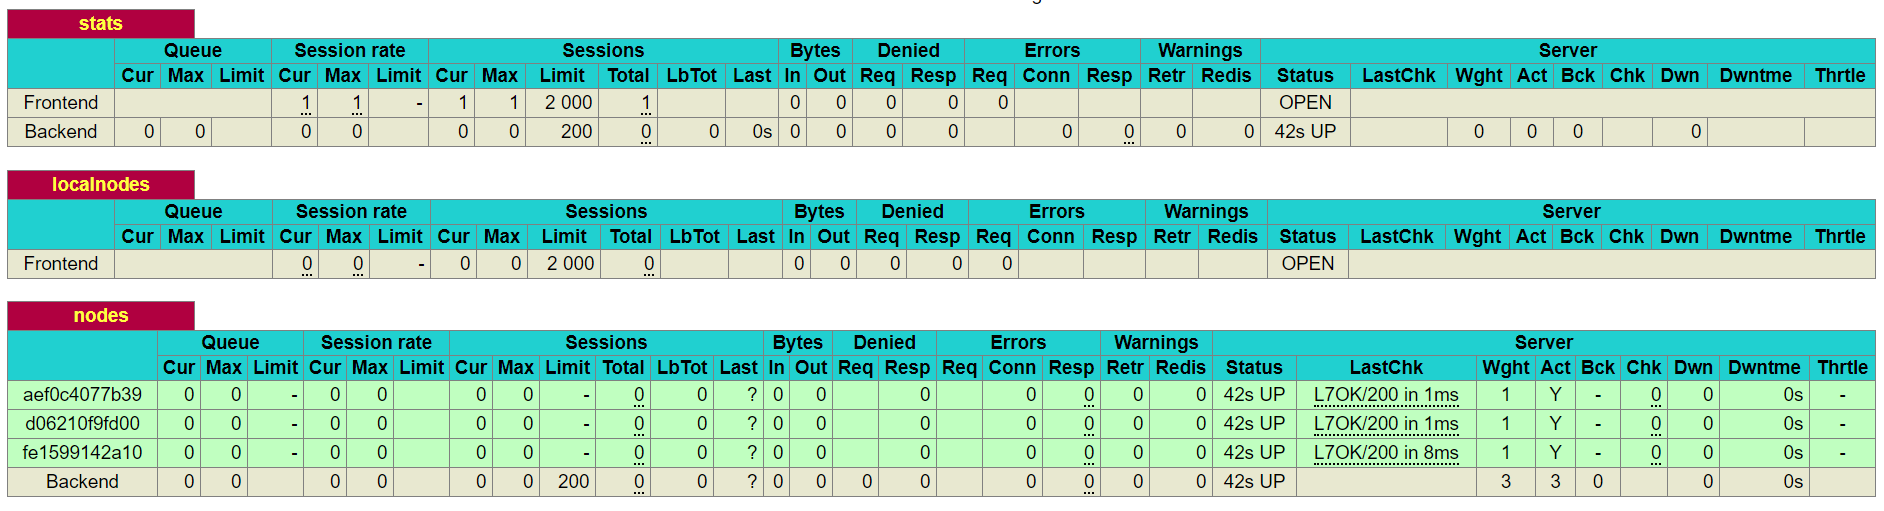 stats
Queue Session rate Sessions Bytes Denied Errors Warnings Server
Cur Max Limit Cur Max Limit Cur Max Limit Total LbTot Last In Out Req Resp Req Conn Resp Retr Redis Status LastChk Wght Act Bck Chk Dwn Dwntme Thrtle
Frontend 1 1 - 1 1 2 000 1 0 0 0 0 0 OPEN
Backend 0 0 0 0 0 0 200 0 0 0s 0 0 0 0 0 0 0 0 42s UP 0 0 0 0
localnodes
Queue Session rate Sessions Bytes Denied Errors Warnings Server
Cur Max Limit Cur Max Limit Cur Max Limit Total LbTot Last In Out Req Resp Req Conn Resp Retr Redis Status LastChk Wght Act Bck Chk Dwn Dwntme Thrtle
Frontend 0 0 - 0 0 2 000 0 0 0 0 0 0 OPEN
nodes
Queue Session rate Sessions Bytes Denied Errors Warnings Server
Cur Max Limit Cur Max Limit Cur Max Limit Total LbTot Last In Out Req Resp Req Conn Resp Retr Redis Status LastChk Wght Act Bck Chk Dwn Dwntme Thrtle
aef0c4077b39 0 0 - 0 0 0 0 - 0 0 ? 0 0 0 0 0 0 0 42s UP L7OK/200 in 1ms 1 Y - 0 0 0s -
d06210f9fd00 0 0 - 0 0 0 0 - 0 0 ? 0 0 0 0 0 0 0 42s UP L7OK/200 in 1ms 1 Y - 0 0 0s -
fe1599142a10 0 0 - 0 0 0 0 - 0 0 ? 0 0 0 0 0 0 0 42s UP L7OK/200 in 8ms 1 Y - 0 0 0s -
Backend 0 0 0 0 0 0 200 0 0 ? 0 0 0 0 0 0 0 0 42s UP 3 3 0 0 0s